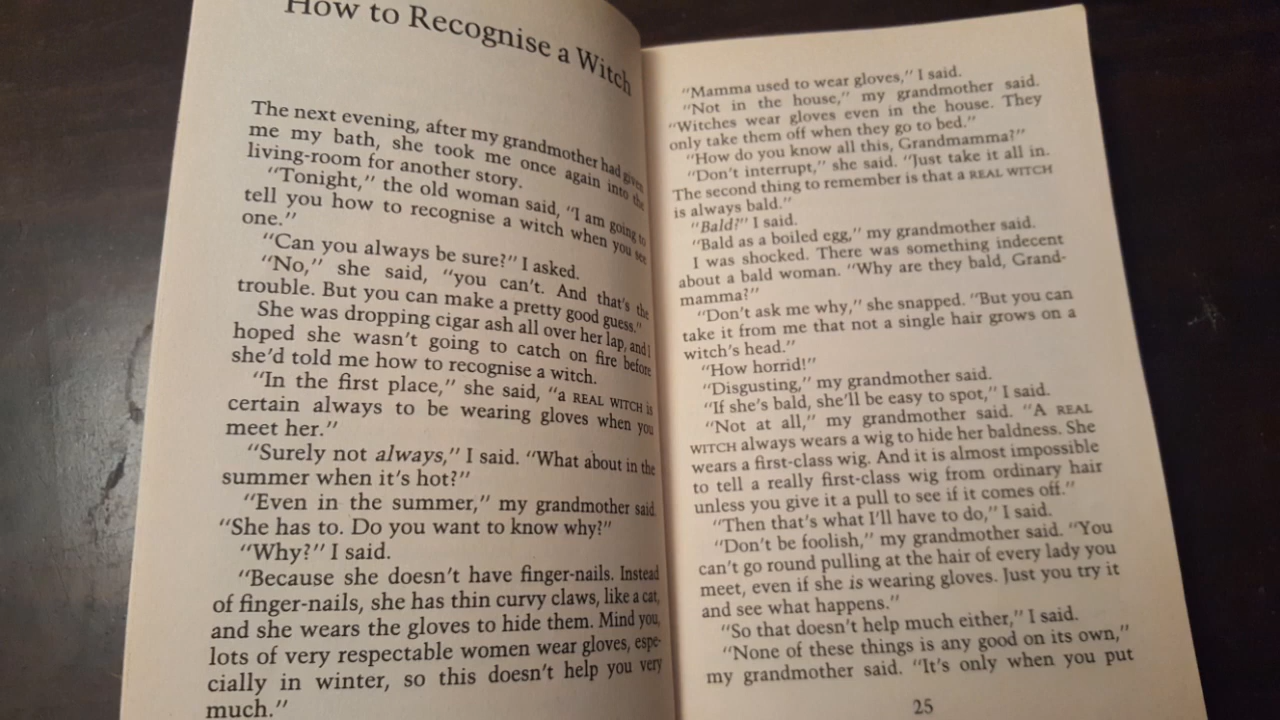 How to Recognise a Witch
The next evening, after my grandmother had given
me my bath, she took me once again into the
living-room for another story.
“Tonight,” the old woman said, “I am going to
tell you how to recognise a witch when you see
one.”
“Can you always be sure?” I asked.
“No,” she said, “you can't. And that's the
trouble. But you can make a pretty good guess.”
She was dropping cigar ash all over her lap, and I
hoped she wasn't going to catch on fire before
she'd told me how to recognise a witch.
“In the first place,” she said, “a REAL WITCH is
certain always to be wearing gloves when you
meet her.”
“Surely not always,” I said. “What about in the
summer when it's hot?”
“Even in the summer,” my grandmother said.
“She has to. Do you want to know why?”
“Why?” I said.
“Because she doesn't have finger-nails. Instead
of finger-nails, she has thin curvy claws, like a cat,
and she wears the gloves to hide them. Mind you,
lots of very respectable women wear gloves, espe-
cially in winter, so this doesn't help you very
much.”
“Mamma used to wear gloves,” I said.
“Not in the house,” my grandmother said.
“Witches wear gloves even in the house. They
only take them off when they go to bed.”
“How do you know all this, Grandmamma?”
“Don't interrupt,” she said. “Just take it all in.
The second thing to remember is that a REAL WITCH
is always bald.”
“Bald?” I said.
“Bald as a boiled egg,” my grandmother said.
I was shocked. There was something indecent
about a bald woman. “Why are they bald, Grand-
mamma?”
“Don't ask me why,” she snapped. “But you can
take it from me that not a single hair grows on a
witch's head.”
“How horrid!”
“Disgusting,” my grandmother said.
“If she's bald, she'll be easy to spot,” I said.
“Not at all,” my grandmother said. “A REAL
WITCH always wears a wig to hide her baldness. She
wears a first-class wig. And it is almost impossible
to tell a really first-class wig from ordinary hair
unless you give it a pull to see if it comes off.”
“Then that's what I'll have to do,” I said.
“Don't be foolish,” my grandmother said. “You
can't go round pulling at the hair of every lady you
meet, even if she is wearing gloves. Just you try it
and see what happens.”
“So that doesn't help much either,” I said.
“None of these things is any good on its own,”
my grandmother said. “It's only when you put
25